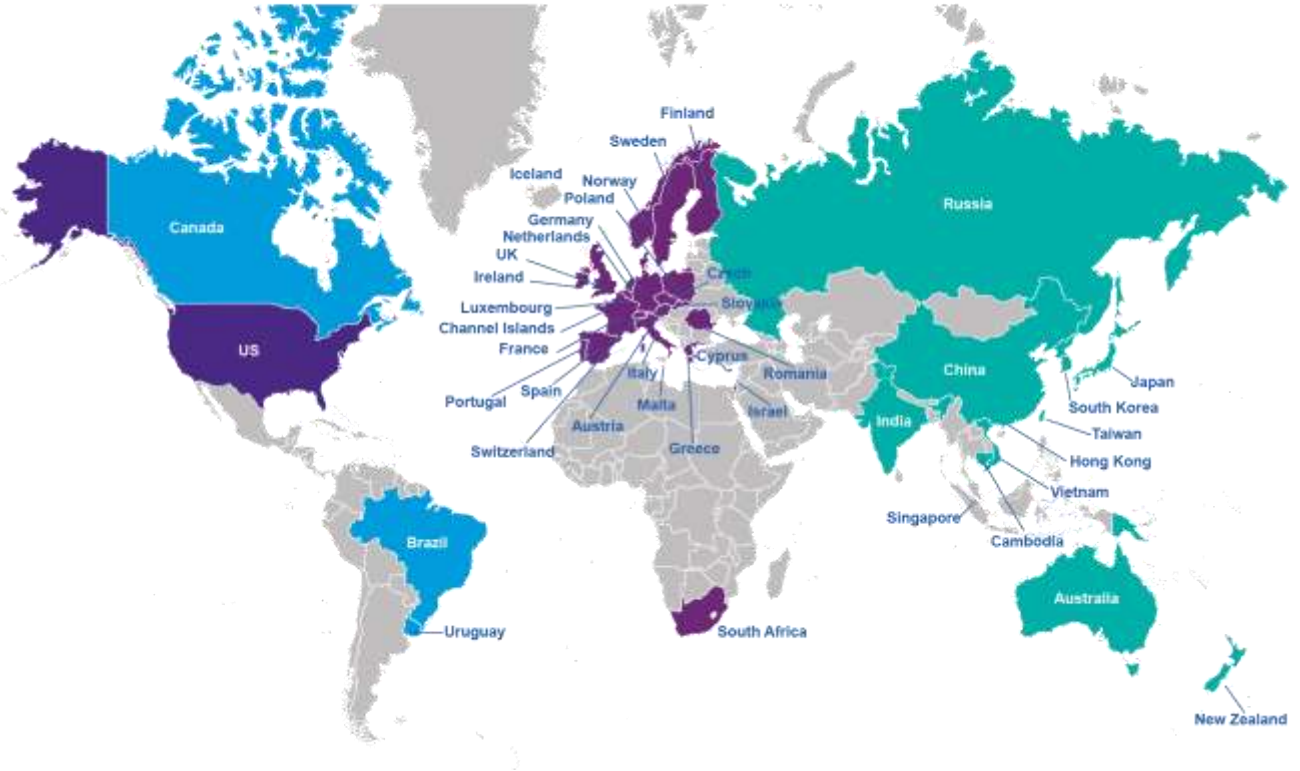 Finland
Sweden
Iceland
Norway
Poland
Russia
Germany
Canada
Netherlands
UK
Czech
Ireland
Slovakia
Luxembourg
Channel Islands
France
US
Cyprus
China
Italy
Romania
Japan
Spain
Portugal
Malta
South Korea
Israel
India
Austria
Taiwan
Switzerland
Greece
Hong Kong
Vietnam
Singapore
Brazil
Cambodia
Australia
Uruguay
South Africa
New Zealand